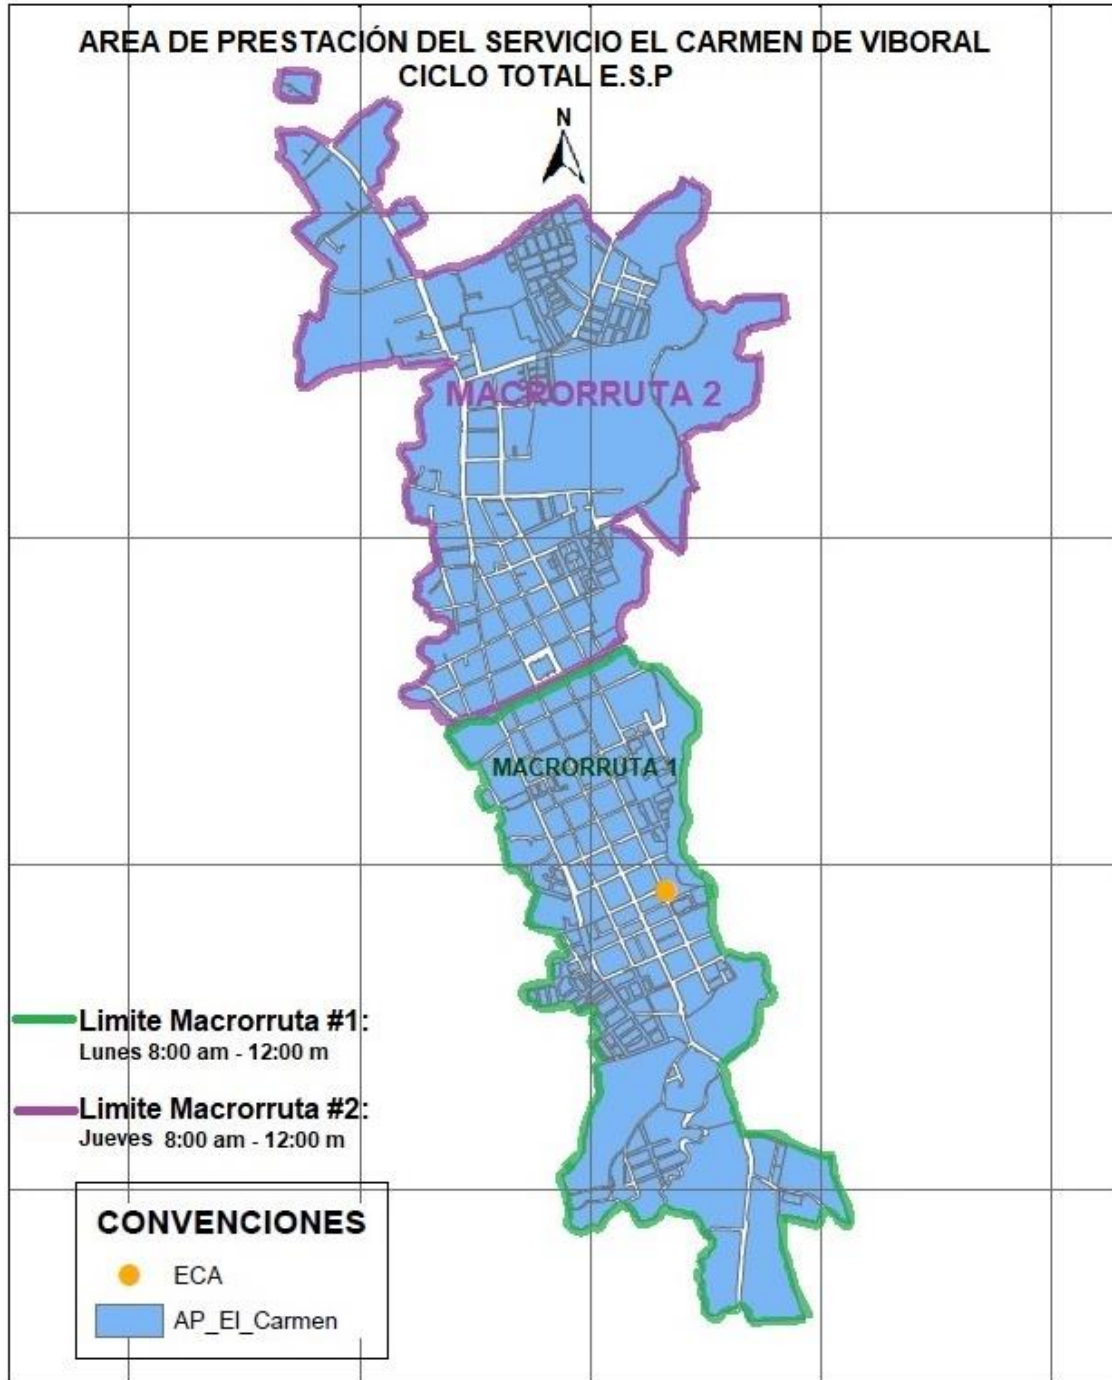 AREA DE PRESTACIÓN DEL SERVICIO EL CARMEN DE VIBORAL
CICLO TOTAL E.S.P
N
MACRORRUTA 2
MACRORRUTA 1
Limite Macrorruta #1:
Lunes 8:00 am - 12:00 m
Limite Macrorruta #2:
Jueves 8:00 am - 12:00 m
CONVENCIONES
ECA
AP_El_Carmen